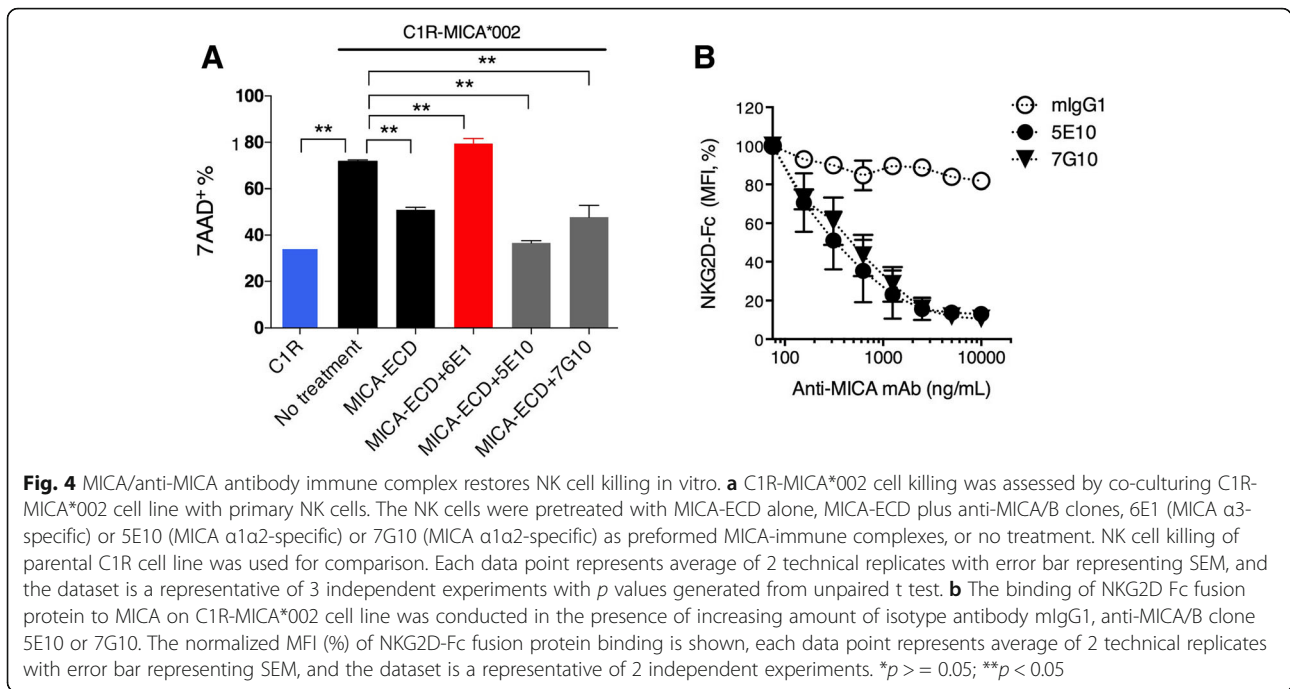 C1R-MICA*002
A
**
**
**
**
**
100
1 80
60
40
20
0
7AAD⁺ %
C1R
No treatment
MICA-ECD
MICA-ECD+6E1
MICA-ECD+5E10
MICA-ECD+7G10
B
120
100
80
60
40
20
0
NKG2D-Fc (MFI, %)
100
1000
10000
Anti-MICA mAb (ng/mL)
mIgG1
5E10
7G10
Fig. 4 MICA/anti-MICA antibody immune complex restores NK cell killing in vitro. a C1R-MICA*002 cell killing was assessed by co-culturing C1R-
MICA*002 cell line with primary NK cells. The NK cells were pretreated with MICA-ECD alone, MICA-ECD plus anti-MICA/B clones, 6E1 (MICA α3-
specific) or 5E10 (MICA α1α2-specific) or 7G10 (MICA α1α2-specific) as preformed MICA-immune complexes, or no treatment. NK cell killing of
parental C1R cell line was used for comparison. Each data point represents average of 2 technical replicates with error bar representing SEM, and
the dataset is a representative of 3 independent experiments with p values generated from unpaired t test. b The binding of NKG2D Fc fusion
protein to MICA on C1R-MICA*002 cell line was conducted in the presence of increasing amount of isotype antibody mIgG1, anti-MICA/B clone
5E10 or 7G10. The normalized MFI (%) of NKG2D-Fc fusion protein binding is shown, each data point represents average of 2 technical replicates
with error bar representing SEM, and the dataset is a representative of 2 independent experiments. *p > = 0.05; **p < 0.05